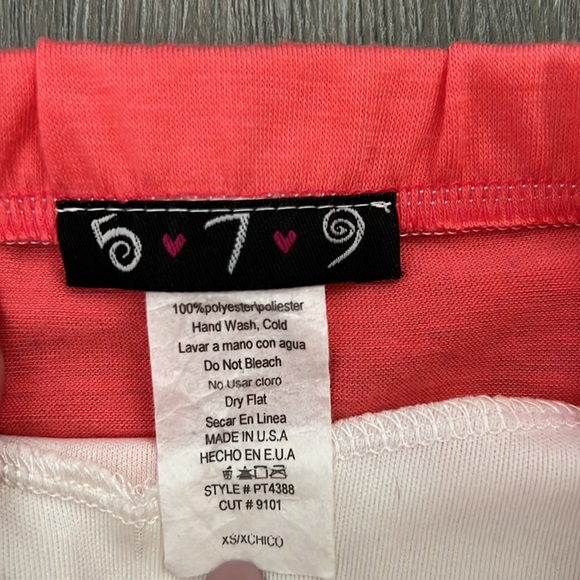 5 ♥ 7 ♥ 9
100%polyester\poliester
Hand Wash, Cold
Lavar a mano con agua
Do Not Bleach
No Usar cloro
Dry Flat
Secar En Linea
MADE IN U.S.A
HECHO EN E.U.A
STYLE # PT4388
CUT # 9101
XS/XCHICO